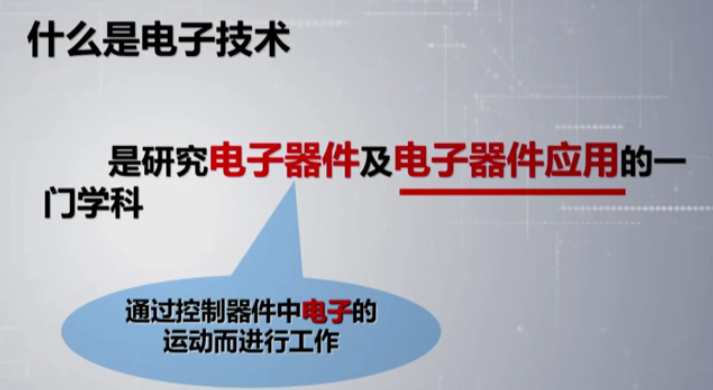 什么是电子技术
是研究电子器件及电子器件应用的一
门学科
通过控制器件中电子的
运动而进行工作